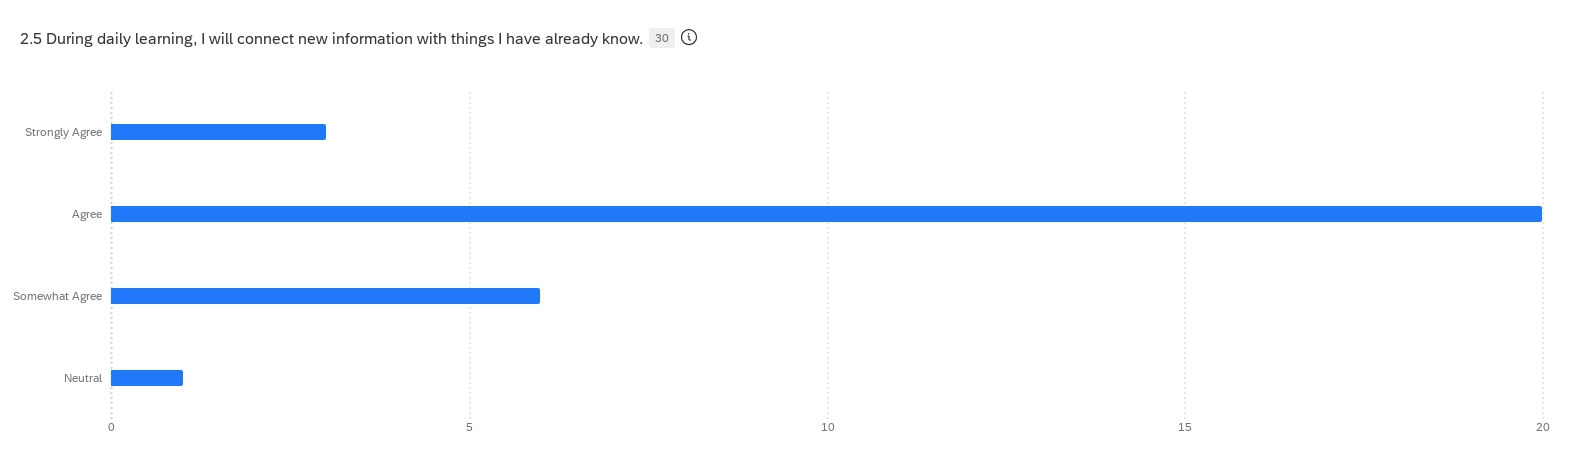 2.5 During daily learning, I will connect new information with things I have already know. 30
Strongly Agree
Agree
Somewhat Agree
Neutral
0 5 10 15 20